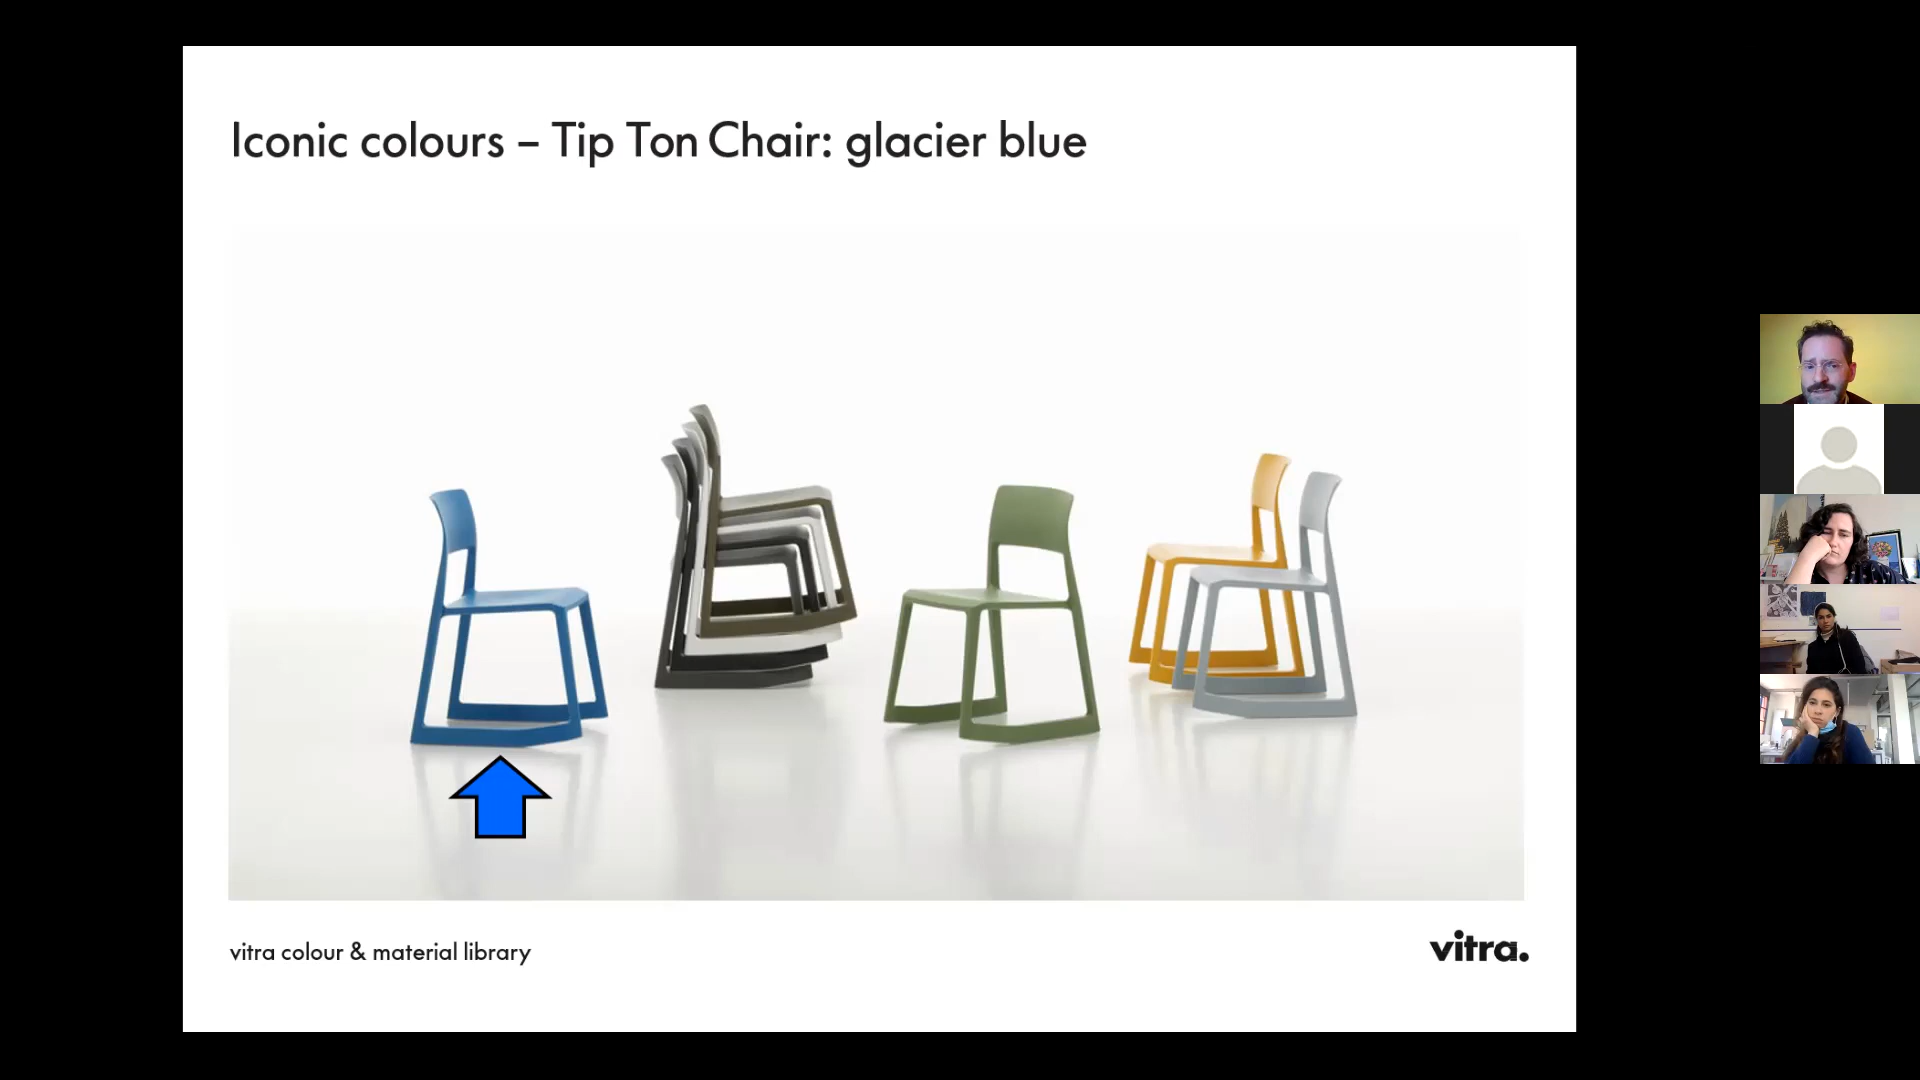 Iconic colours – Tip Ton Chair: glacier blue
vitra colour & material library
vitra.